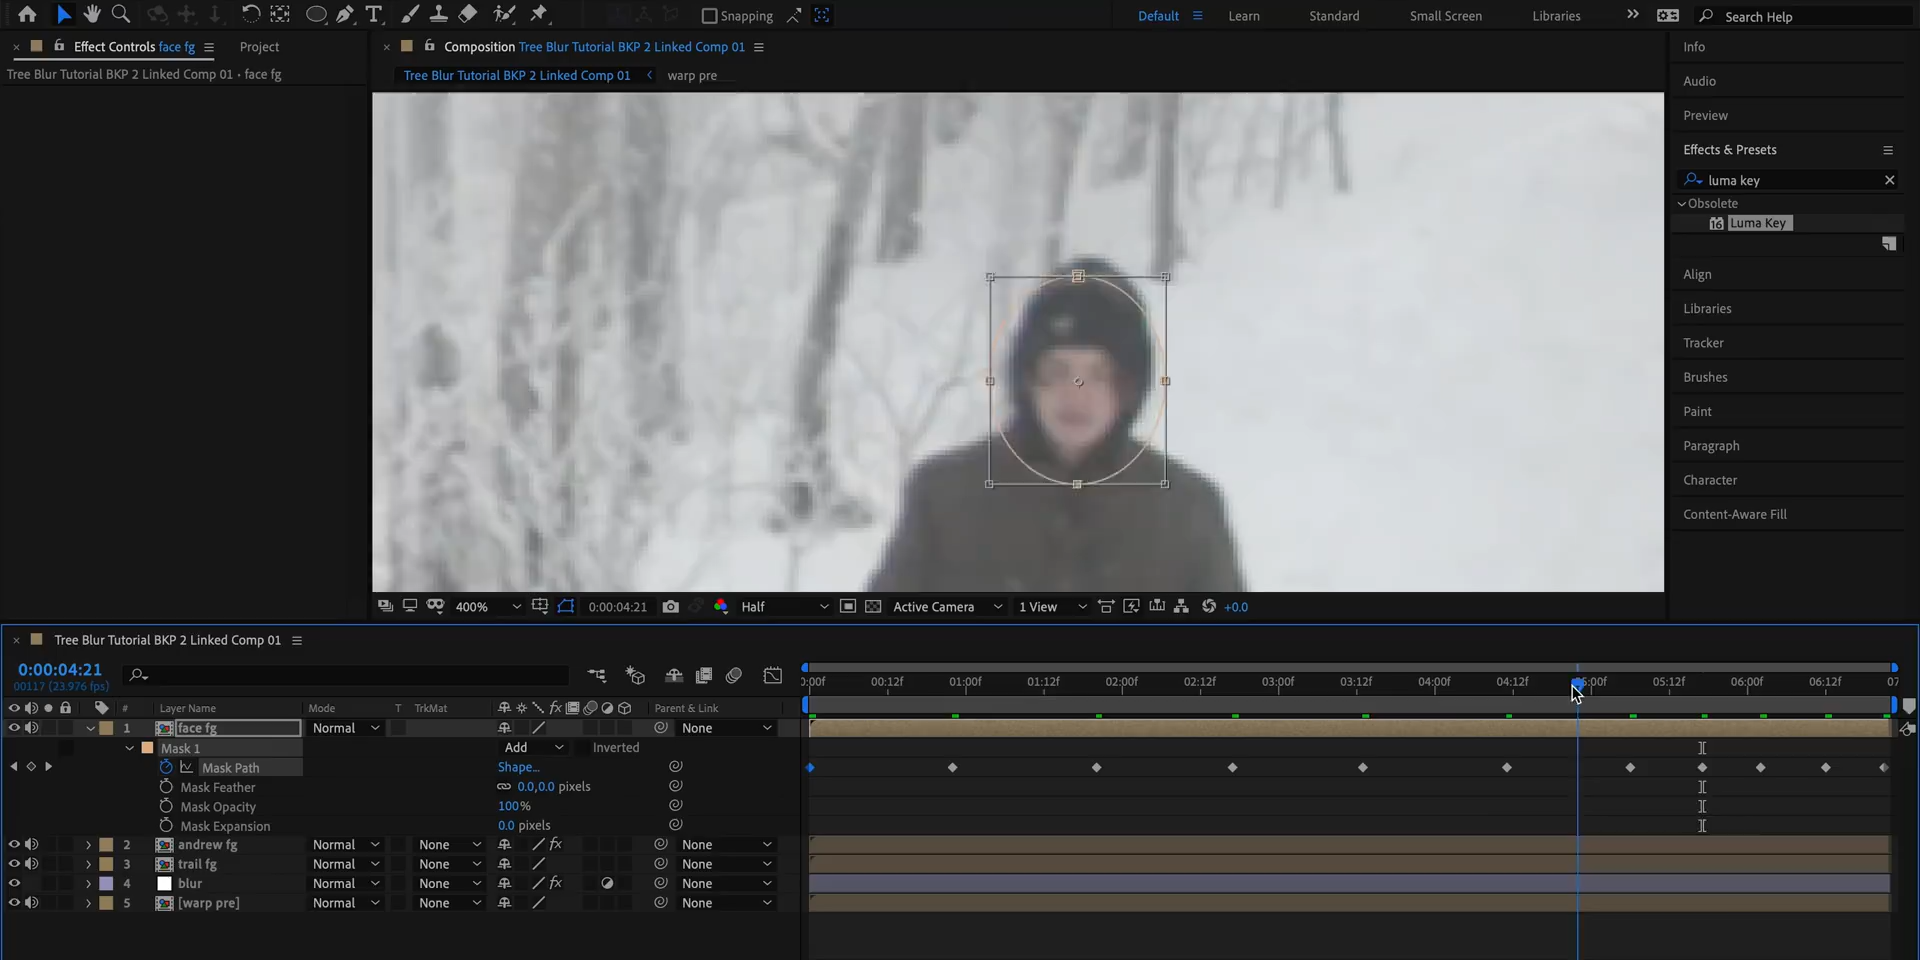 Snapping
Default
Learn
Standard
Small Screen
Libraries
Search Help
Effect Controls face fg
Project
Tree Blur Tutorial BKP 2 Linked Comp 01 • face fg
Composition Tree Blur Tutorial BKP 2 Linked Comp 01
Tree Blur Tutorial BKP 2 Linked Comp 01
warp pre
Info
Audio
Preview
Effects & Presets
luma key
Obsolete
16 Luma Key
Align
Libraries
Tracker
Brushes
Paint
Paragraph
Character
Content-Aware Fill
400%
0:00:04:21
Half
Active Camera
1 View
+0.0
Tree Blur Tutorial BKP 2 Linked Comp 01
0:00:04:21
00117 (23.976 fps)
0:00f 00:12f 01:00f 01:12f 02:00f 02:12f 03:00f 03:12f 04:00f 04:12f 05:00f 05:12f 06:00f 06:12f 07
# Layer Name Mode T TrkMat fx Parent & Link
1 face fg Normal None
Mask 1 Add Inverted
Mask Path Shape...
Mask Feather 0.0,0.0 pixels
Mask Opacity 100%
Mask Expansion 0.0 pixels
2 andrew fg Normal None fx None
3 trail fg Normal None None
4 blur Normal None fx None
5 [warp pre] Normal None None